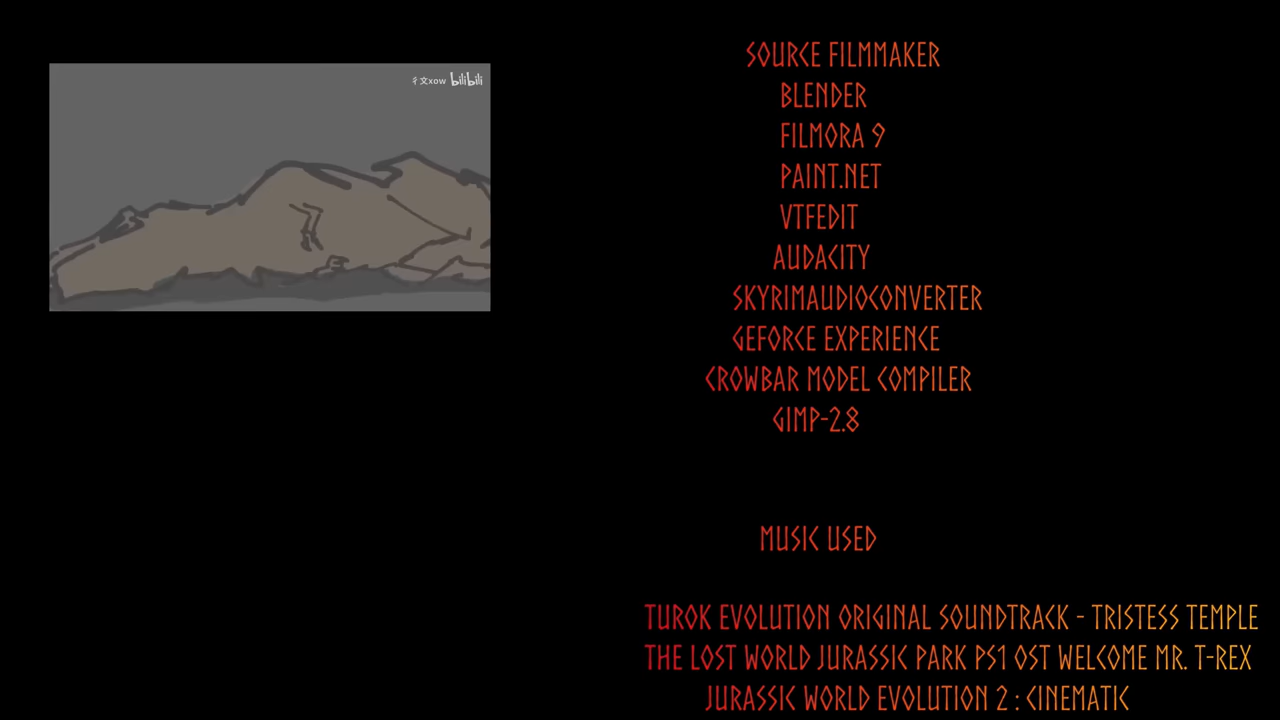 彳文xow bilibili
SOURCE FILMMAKER
BLENDER
FILMORA 9
PAINT.NET
VTFEDIT
AUDACITY
SKYRIMAUDIOCONVERTER
GEFORCE EXPERIENCE
CROWBAR MODEL COMPILER
GIMP-2.8
MUSIC USED
TUROK EVOLUTION ORIGINAL SOUNDTRACK - TRISTESS TEMPLE
THE LOST WORLD JURASSIC PARK PS1 OST WELCOME MR. T-REX
JURASSIC WORLD EVOLUTION 2 : CINEMATIC